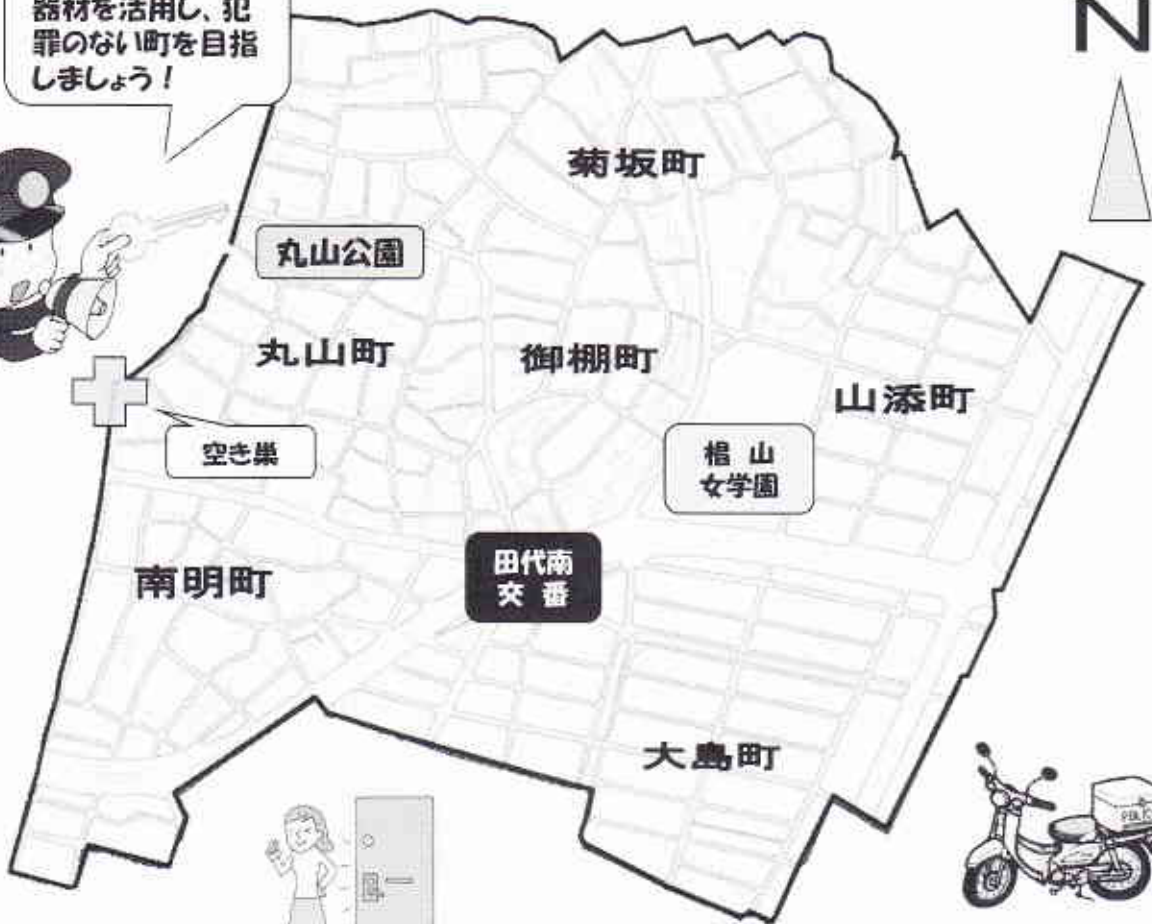 器材を活用し、犯
罪のない町を目指
しましょう！
N
菊坂町
丸山公園
丸山町
御棚町
山添町
空き巣
椙 山
女学園
田代南
交 番
南明町
大島町